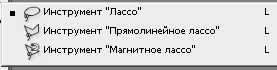 Инструмент "Лассо" L
Инструмент "Прямолинейное лассо" L
Инструмент "Магнитное лассо" L